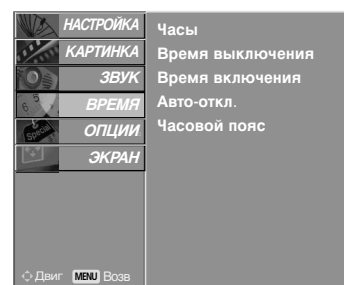 НАСТРОЙКА
КАРТИНКА
ЗВУК
ВРЕМЯ
ОПЦИИ
ЭКРАН
Часы
Время выключения
Время включения
Авто-откл.
Часовой пояс
Двиг MENU Возв